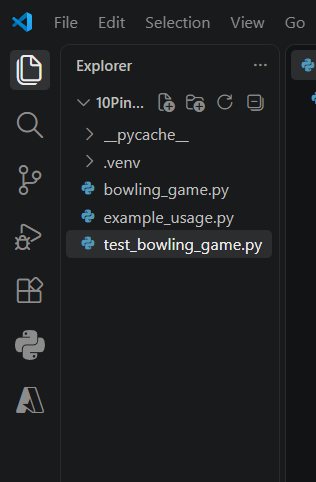 File Edit Selection View Go
Explorer ...
10Pin...
__pycache__
.venv
bowling_game.py
example_usage.py
test_bowling_game.py